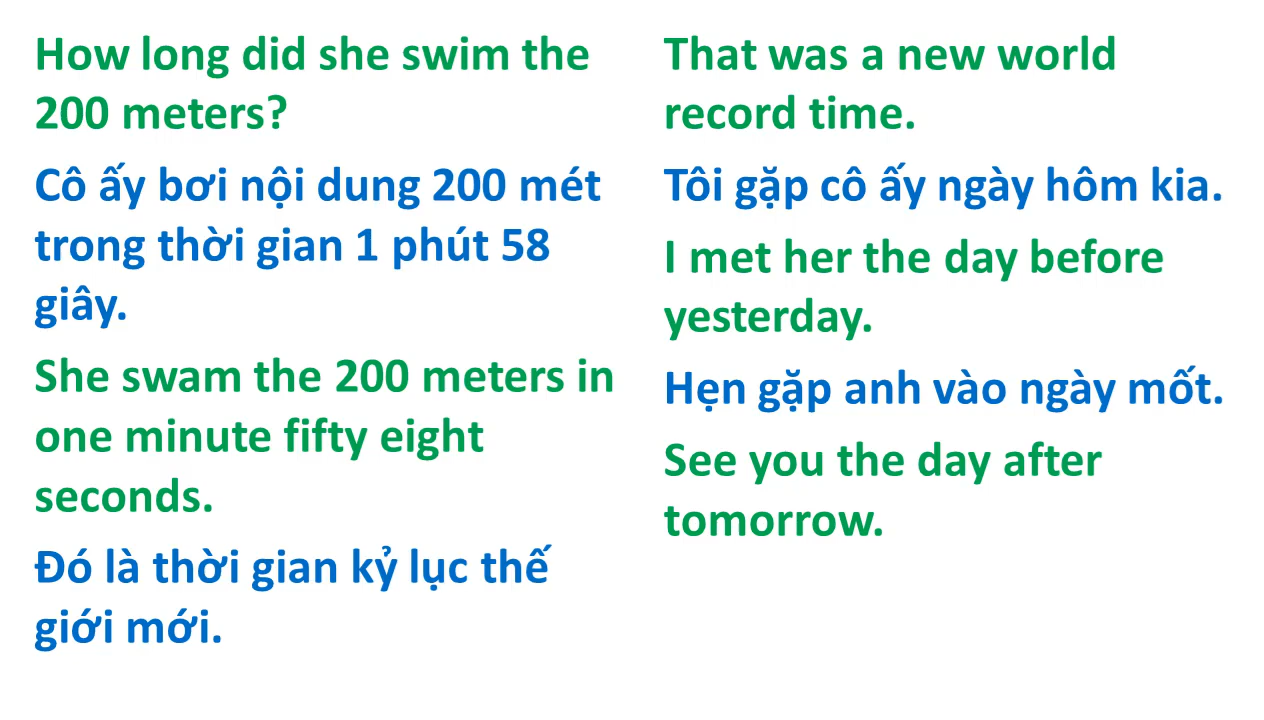 How long did she swim the
200 meters?
Cô ấy bơi nội dung 200 mét
trong thời gian 1 phút 58
giây.
She swam the 200 meters in
one minute fifty eight
seconds.
Đó là thời gian kỷ lục thế
giới mới.
That was a new world
record time.
Tôi gặp cô ấy ngày hôm kia.
I met her the day before
yesterday.
Hẹn gặp anh vào ngày mốt.
See you the day after
tomorrow.